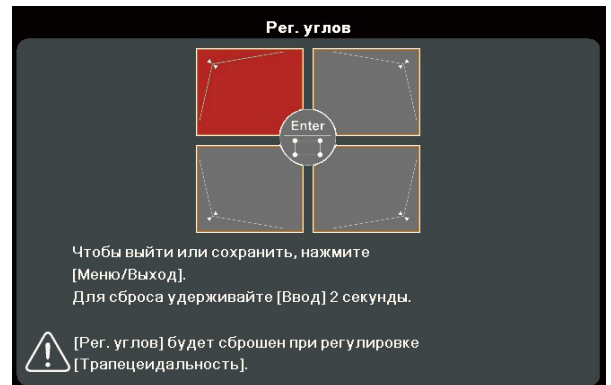 Рег. углов
Enter
Чтобы выйти или сохранить, нажмите
[Меню/Выход].
Для сброса удерживайте [Ввод] 2 секунды.
[Рег. углов] будет сброшен при регулировке
[Трапецеидальность].